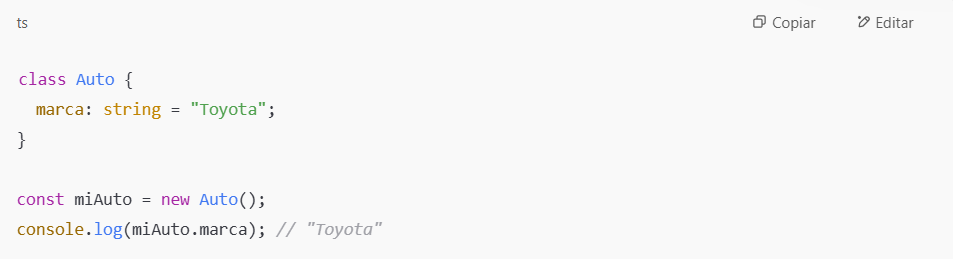 ts Copiar Editar
class Auto {
  marca: string = "Toyota";
}
const miAuto = new Auto();
console.log(miAuto.marca); // "Toyota"